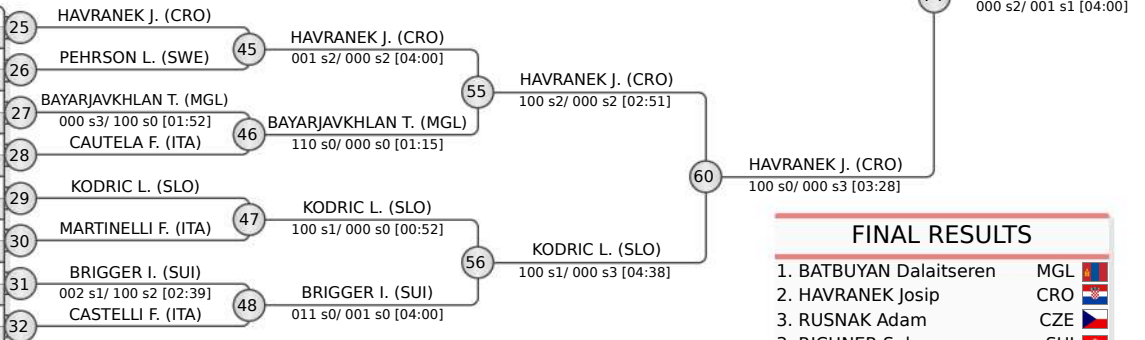 000 s2/ 001 s1 [04:00]
25
HAVRANEK J. (CRO)
26
PEHRSON L. (SWE)
45
HAVRANEK J. (CRO)
001 s2/ 000 s2 [04:00]
27
BAYARJAVKHLAN T. (MGL)
000 s3/ 100 s0 [01:52]
28
CAUTELA F. (ITA)
46
BAYARJAVKHLAN T. (MGL)
110 s0/ 000 s0 [01:15]
55
HAVRANEK J. (CRO)
100 s2/ 000 s2 [02:51]
29
KODRIC L. (SLO)
30
MARTINELLI F. (ITA)
47
KODRIC L. (SLO)
100 s1/ 000 s0 [00:52]
31
BRIGGER I. (SUI)
002 s1/ 100 s2 [02:39]
32
CASTELLI F. (ITA)
48
BRIGGER I. (SUI)
011 s0/ 001 s0 [04:00]
56
KODRIC L. (SLO)
100 s1/ 000 s3 [04:38]
60
HAVRANEK J. (CRO)
100 s0/ 000 s3 [03:28]
FINAL RESULTS
1. BATBUYAN Dalaitseren MGL
2. HAVRANEK Josip CRO
3. RUSNAK Adam CZE